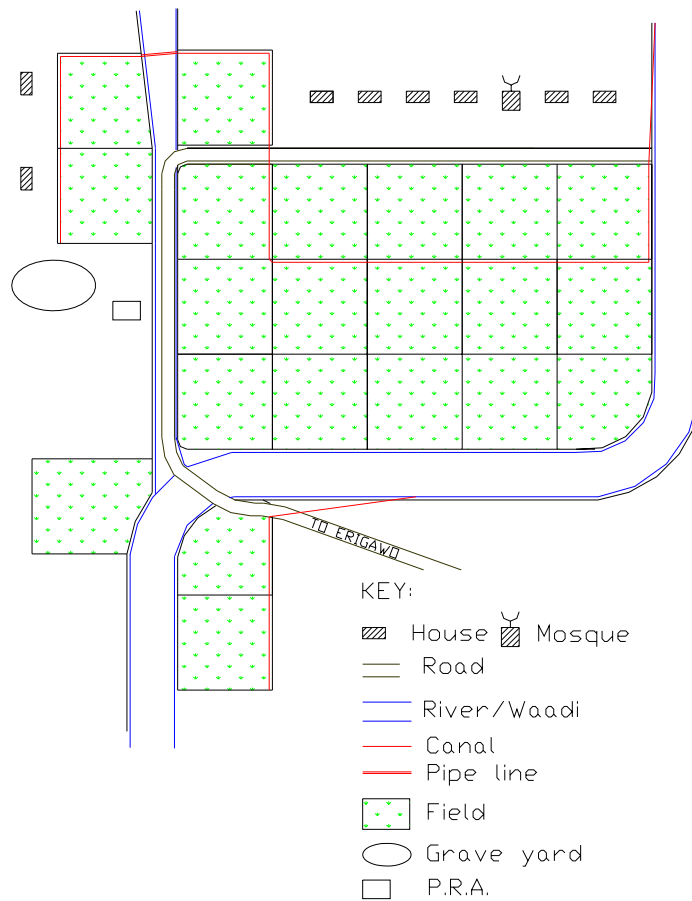 TO ERIGAWO
KEY:
House Mosque
Road
River/Waadi
Canal
Pipe line
Field
Grave yard
P.R.A.